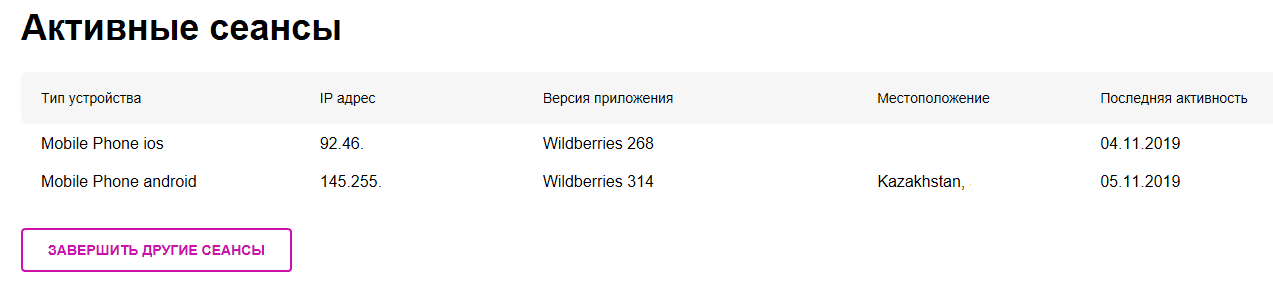 Активные сеансы
Тип устройства IP адрес Версия приложения Местоположение Последняя активность
Mobile Phone ios 92.46. Wildberries 268 04.11.2019
Mobile Phone android 145.255. Wildberries 314 Kazakhstan, 05.11.2019
ЗАВЕРШИТЬ ДРУГИЕ СЕАНСЫ